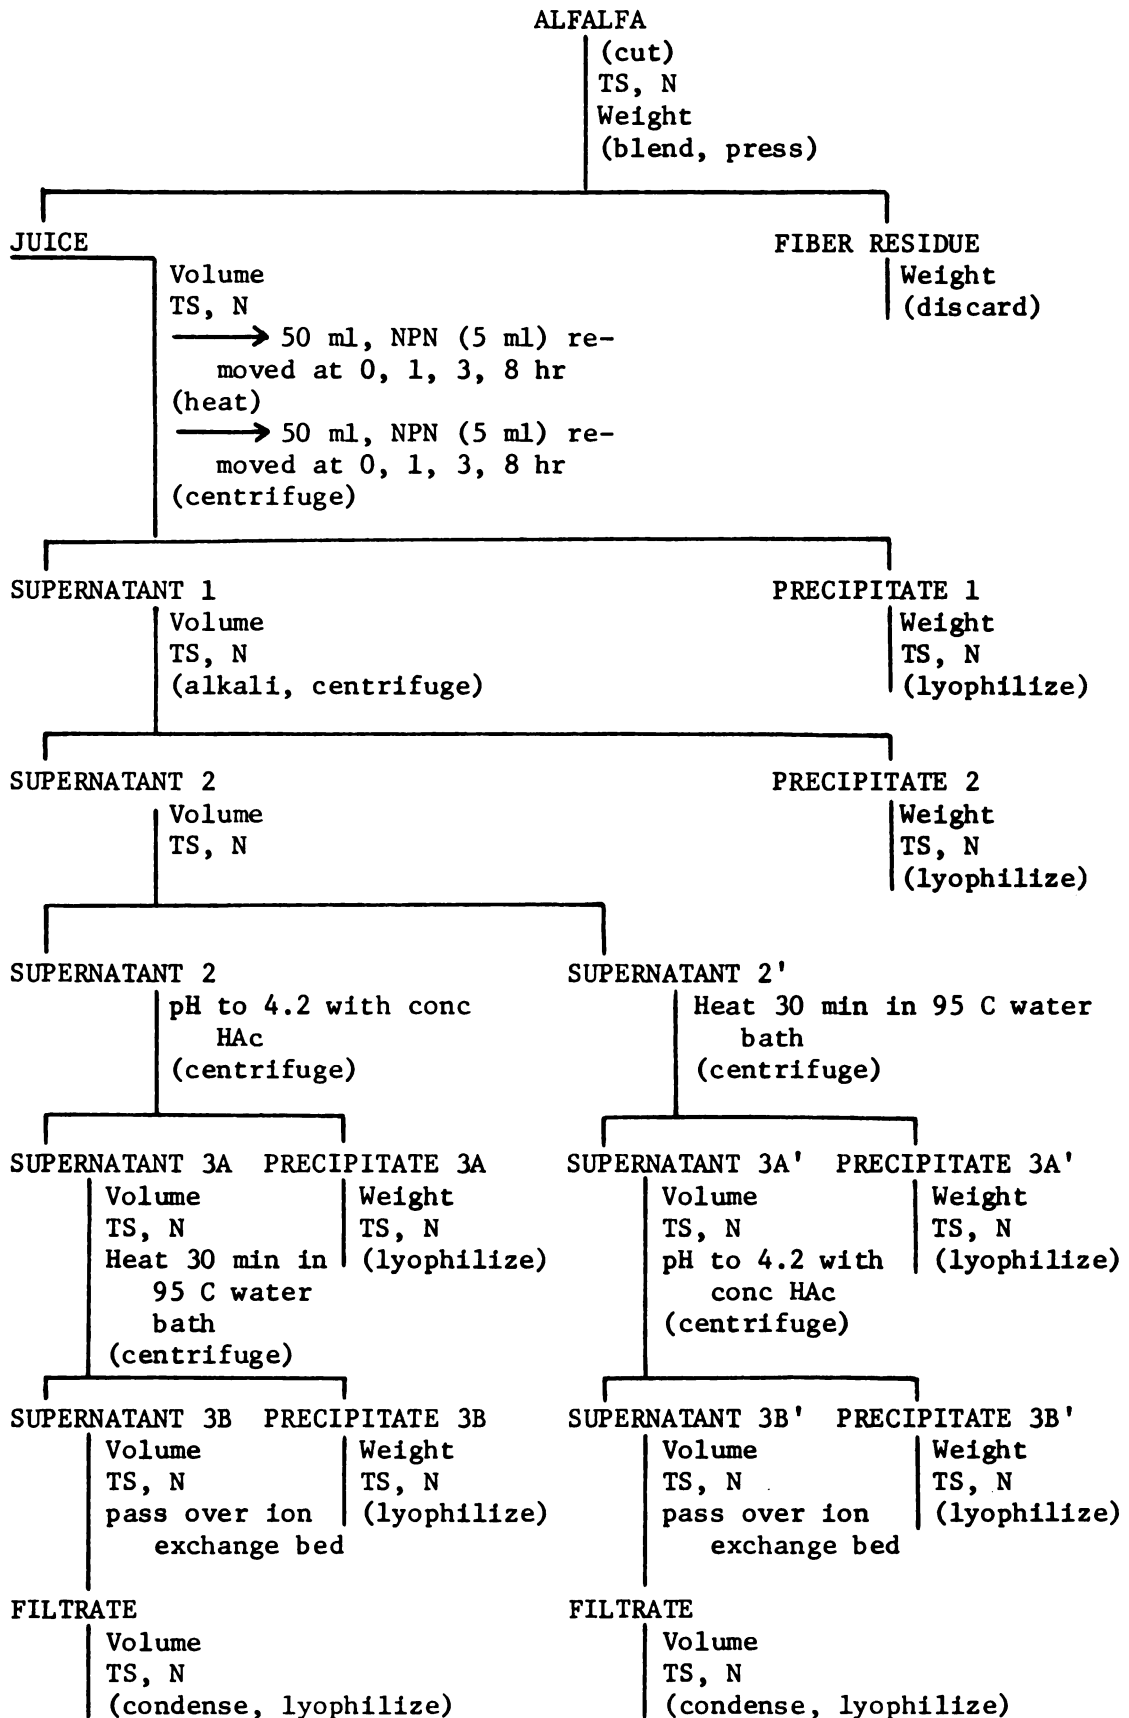 ALFALFA
(cut)
TS, N
Weight
(blend, press)
JUICE
Volume
TS, N
50 ml, NPN (5 ml) re-
moved at 0, 1, 3, 8 hr
(heat)
50 ml, NPN (5 ml) re-
moved at 0, 1, 3, 8 hr
(centrifuge)
FIBER RESIDUE
Weight
(discard)
SUPERNATANT 1
Volume
TS, N
(alkali, centrifuge)
PRECIPITATE 1
Weight
TS, N
(lyophilize)
SUPERNATANT 2
Volume
TS, N
PRECIPITATE 2
Weight
TS, N
(lyophilize)
SUPERNATANT 2
pH to 4.2 with conc
HAc
(centrifuge)
SUPERNATANT 2'
Heat 30 min in 95 C water
bath
(centrifuge)
SUPERNATANT 3A
Volume
TS, N
Heat 30 min in
95 C water
bath
(centrifuge)
PRECIPITATE 3A
Weight
TS, N
(lyophilize)
SUPERNATANT 3A'
Volume
TS, N
pH to 4.2 with
conc HAc
(centrifuge)
PRECIPITATE 3A'
Weight
TS, N
(lyophilize)
SUPERNATANT 3B
Volume
TS, N
pass over ion
exchange bed
PRECIPITATE 3B
Weight
TS, N
(lyophilize)
SUPERNATANT 3B'
Volume
TS, N
pass over ion
exchange bed
PRECIPITATE 3B'
Weight
TS, N
(lyophilize)
FILTRATE
Volume
TS, N
(condense, lyophilize)
FILTRATE
Volume
TS, N
(condense, lyophilize)